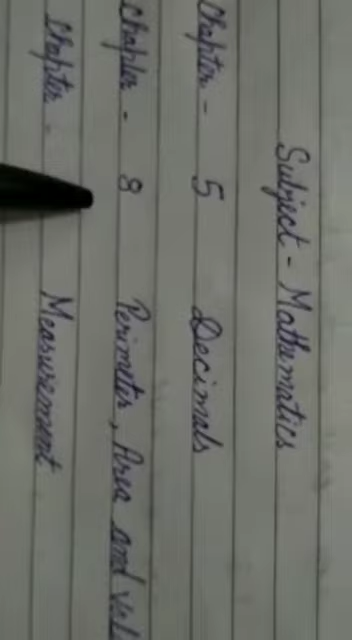 Subject - Mathematics
Chapter - 5 Decimals
Chapter - 8 Perimeter, Area and
Chapter - Measurement